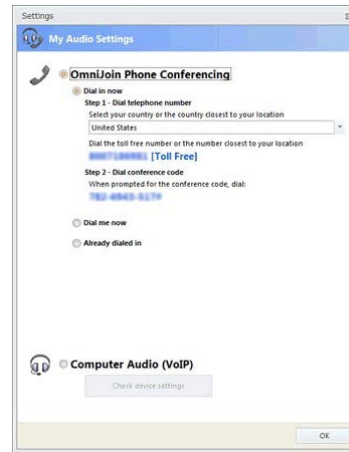 Settings
My Audio Settings
OmniJoin Phone Conferencing
Dial in now
Step 1 - Dial telephone number
Select your country or the country closest to your location
United States
Dial the toll free number or the number closest to your location
[Toll Free]
Step 2 - Dial conference code
When prompted for the conference code, dial:
Dial me now
Already dialed in
Computer Audio (VoIP)
Check device settings
OK